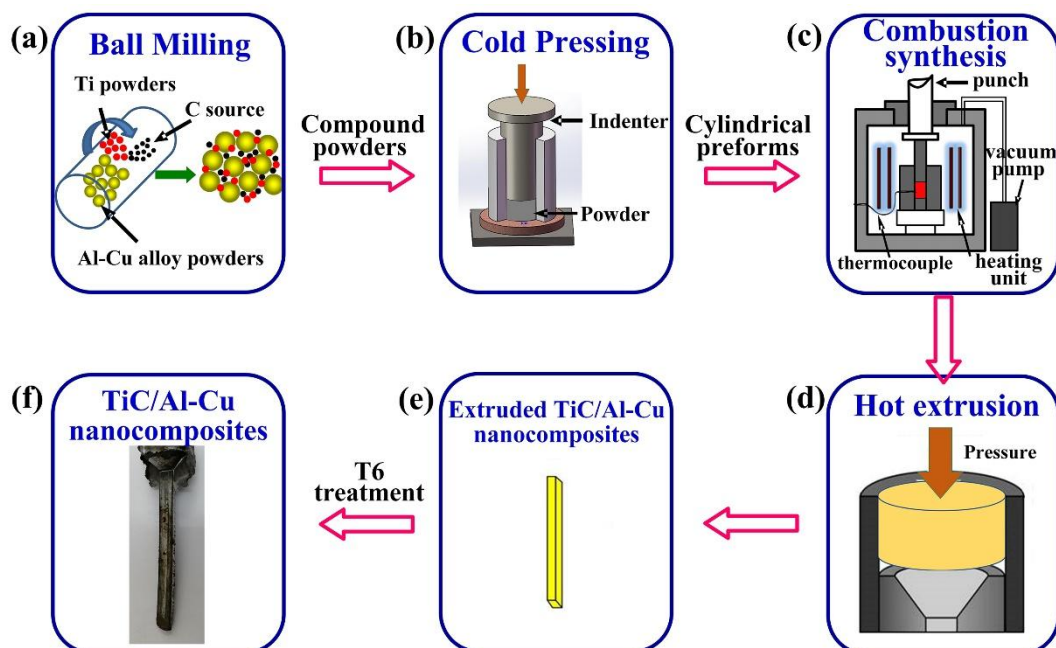 (a)
Ball Milling
Ti powders
C source
Al-Cu alloy powders
Compound
powders
(b)
Cold Pressing
Indenter
Powder
Cylindrical
preforms
(c)
Combustion
synthesis
punch
vacuum
pump
thermocouple
heating
unit
(f)
TiC/Al-Cu
nanocomposites
T6
treatment
(e)
Extruded TiC/Al-Cu
nanocomposites
(d)
Hot extrusion
Pressure